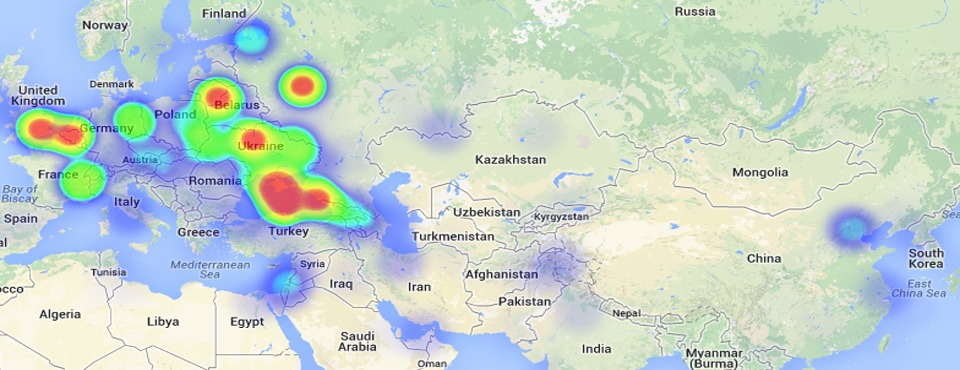 Finland
Russia
Norway
Denmark
United
Kingdom
Belarus
Poland
Germany
Ukraine
Austria
Kazakhstan
France
Mongolia
Romania
Bay of
Biscay
Italy
Uzbekistan
Kyrgyzstan
Spain
Greece
Turkey
Turkmenistan
South
Korea
China
Mediterranean
Sea
Syria
Tunisia
Afghanistan
Iraq
Iran
East
China Sea
Pakistan
Algeria
Libya
Egypt
Nepal
Saudi
Arabia
India
Myanmar
(Burma)
Oman